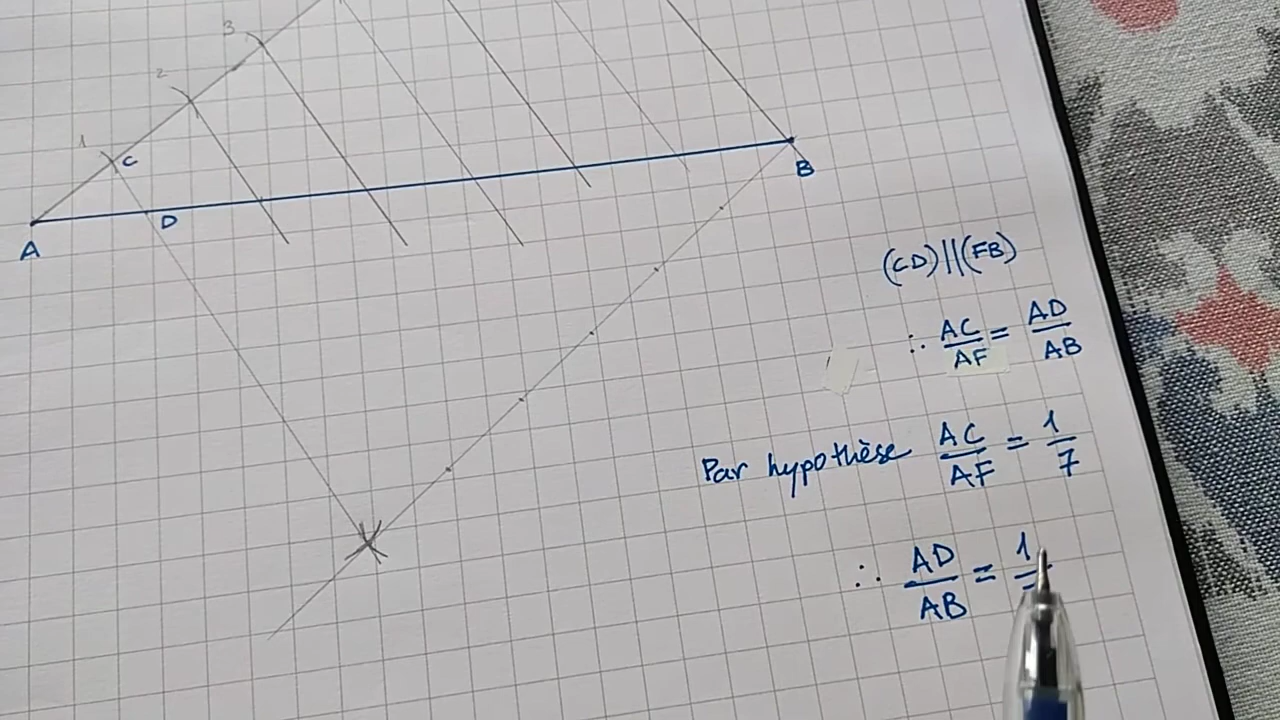 3
2
1
C
B
D
A
(CD)||(FB)
∴ AC/AF = AD/AB
Par hypothèse AC/AF = 1/7
∴ AD/AB = 1/